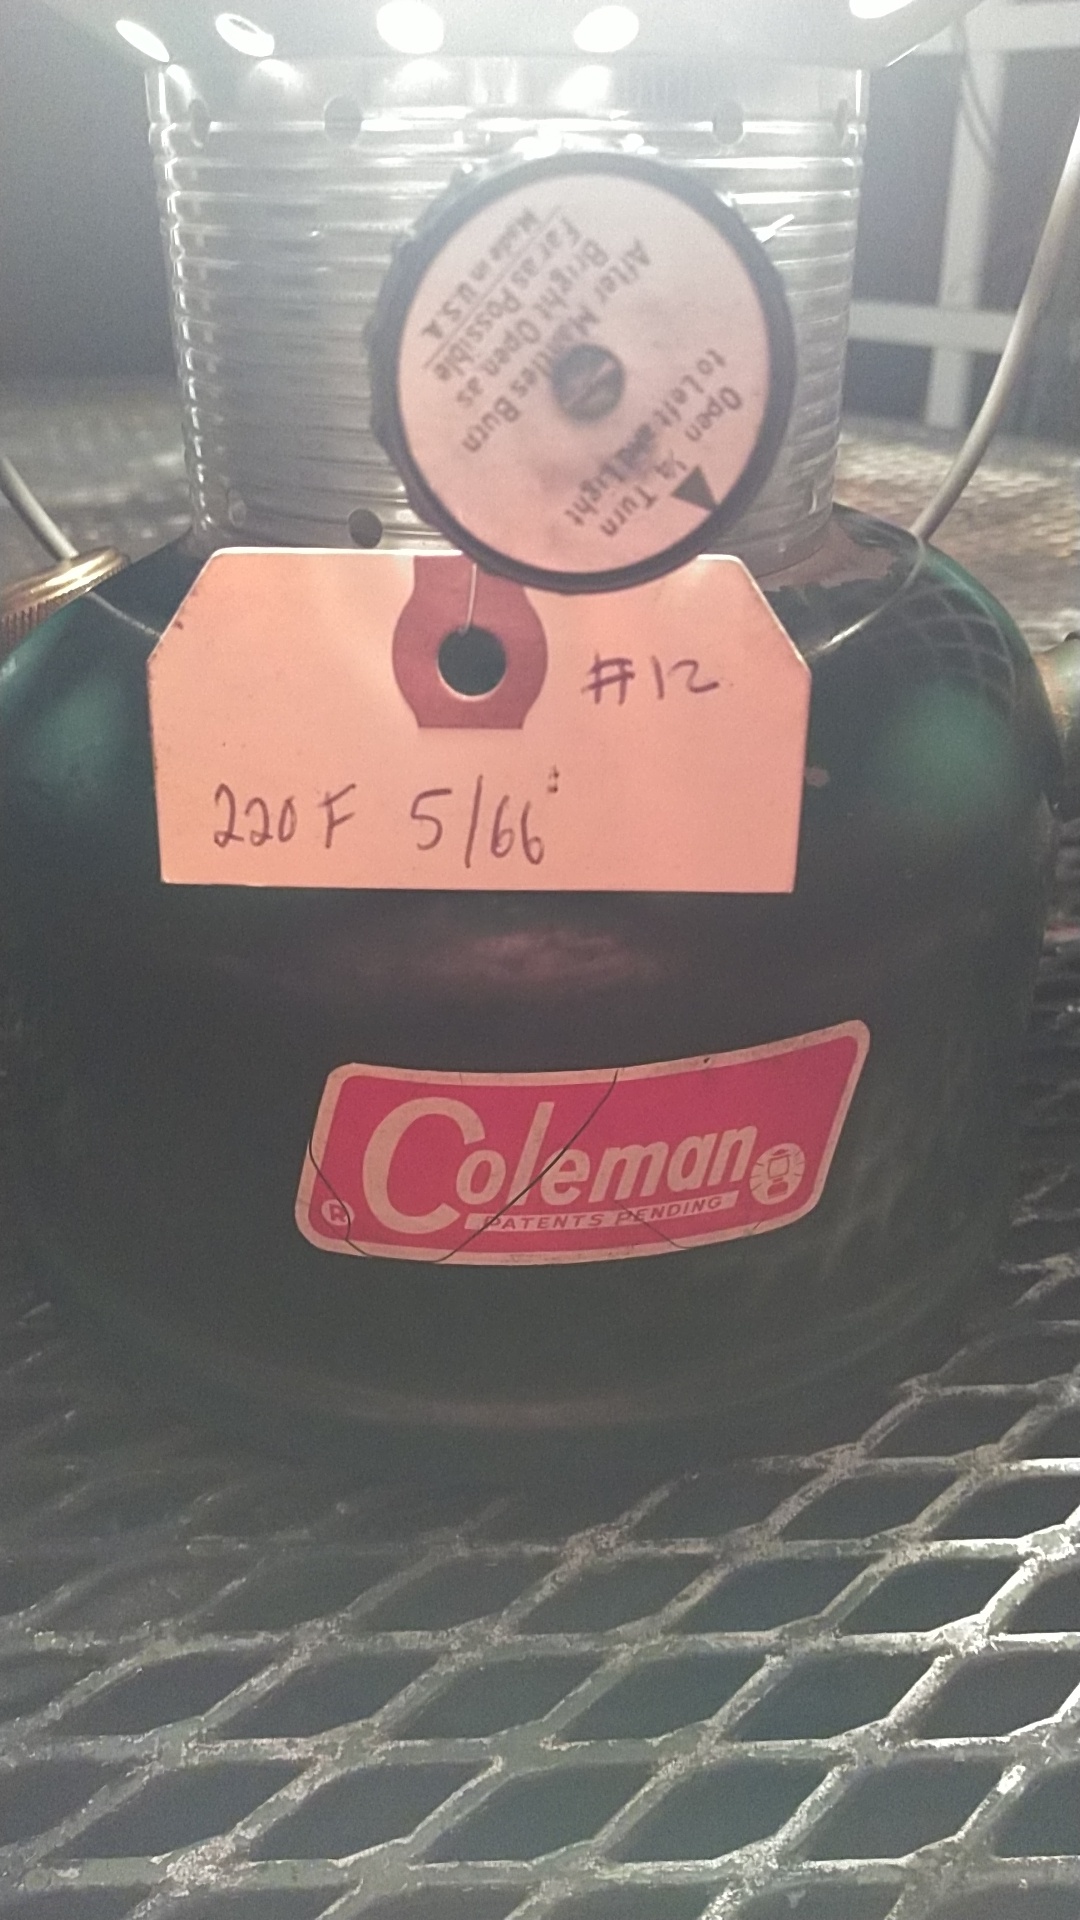 Open ¼ Turn
to Left and Light
After Mantles Burn
Bright Open as
Far as Possible
Made in U.S.A
#12
220 F 5/66
Coleman
®
PATENTS PENDING